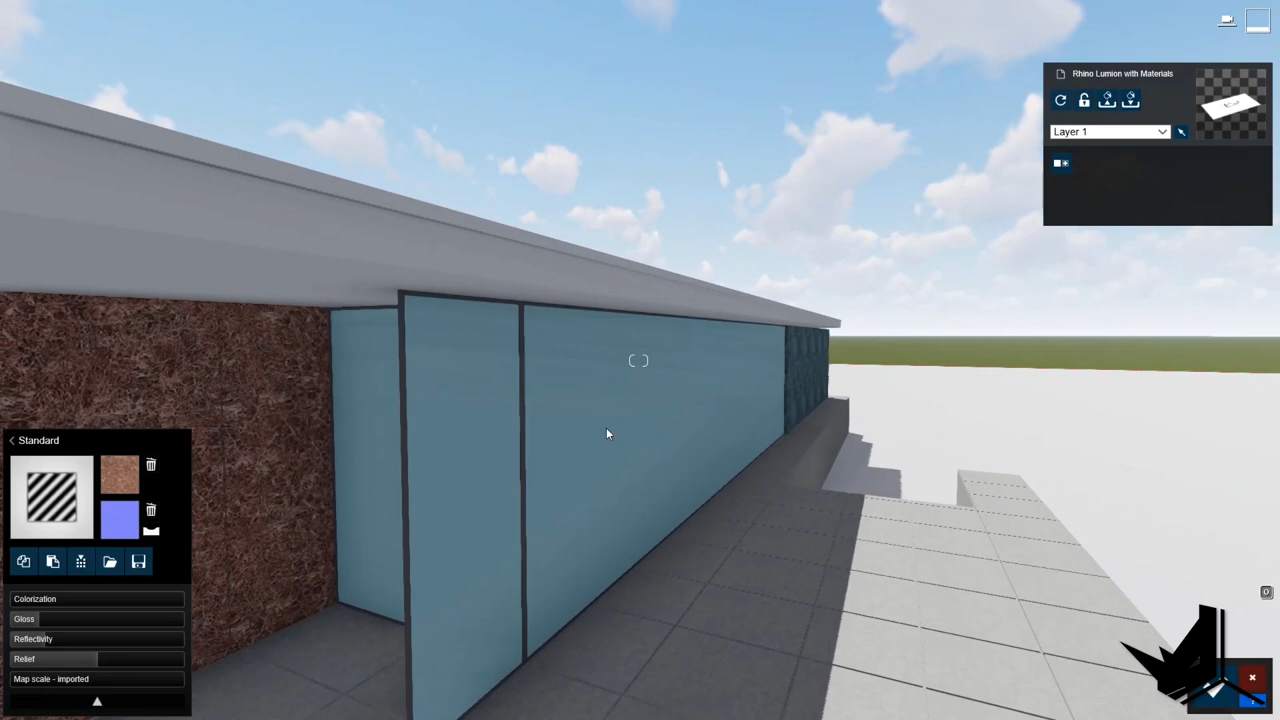 Rhino Lumion with Materials
Layer 1
Standard
Colorization
Gloss
Reflectivity
Relief
Map scale - imported